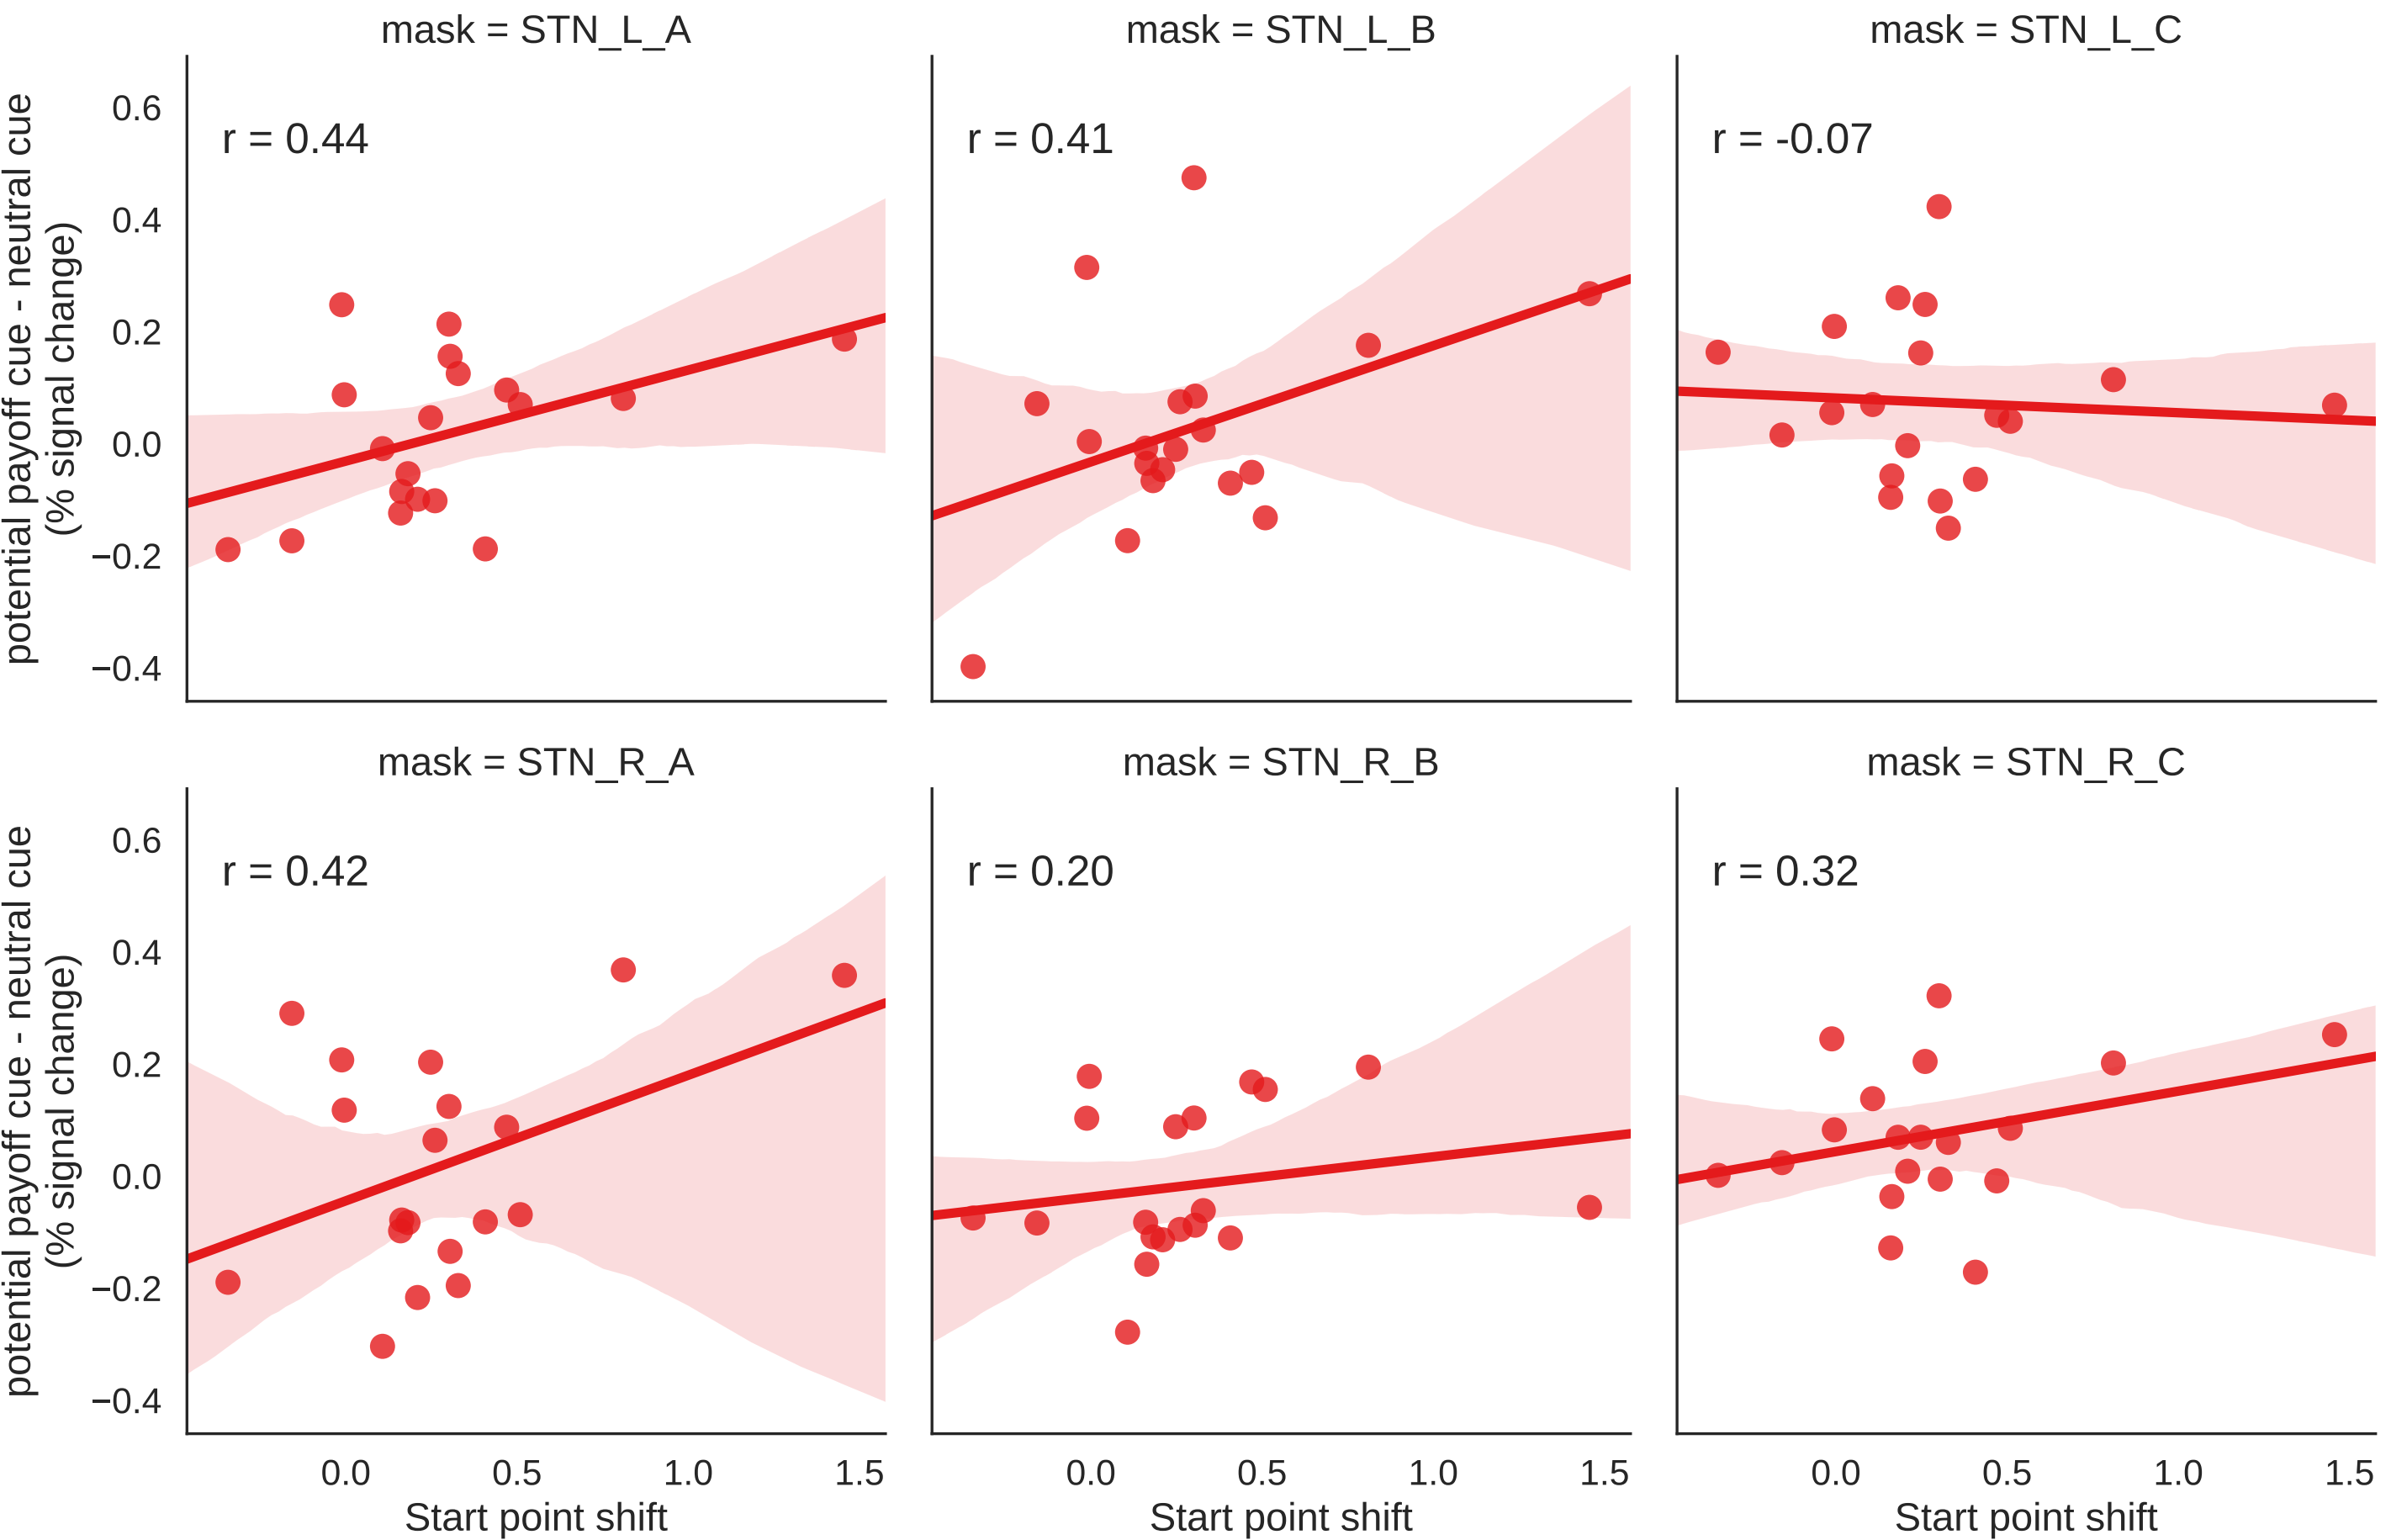 mask = STN_L_A
mask = STN_L_B
mask = STN_L_C
potential payoff cue - neutral cue
(% signal change)
0.6
0.4
0.2
0.0
−0.2
−0.4
r = 0.44
r = 0.41
r = -0.07
mask = STN_R_A
mask = STN_R_B
mask = STN_R_C
potential payoff cue - neutral cue
(% signal change)
0.6
0.4
0.2
0.0
−0.2
−0.4
r = 0.42
r = 0.20
r = 0.32
0.0 0.5 1.0 1.5
0.0 0.5 1.0 1.5
0.0 0.5 1.0 1.5
Start point shift
Start point shift
Start point shift